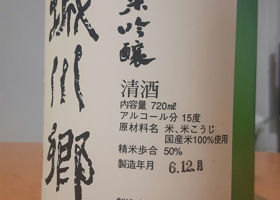 川郷
吟醸
清酒
内容量 720ml
アルコール分 15度
原材料名 米、米こうじ
国産米100%使用
精米歩合 50%
製造年月 6.12月